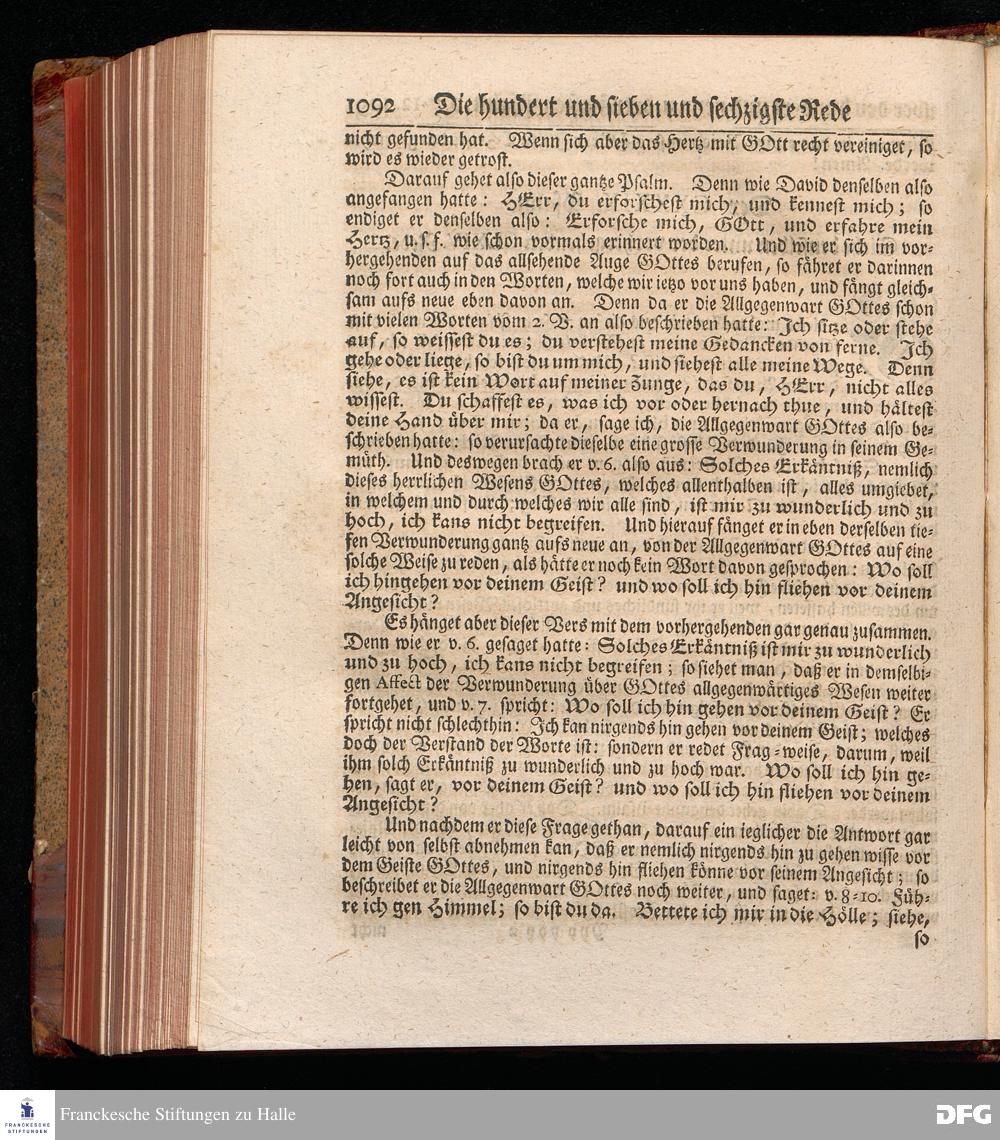 1092 Die hundert und sieben und sechzigste Rede
nicht gefunden hat. Wenn sich aber das Hertz mit GOtt recht vereiniget, so
wird es wieder getrost.
Darauf gehet also dieser gantze Psalm. Denn wie David denselben also
angefangen hatte: HErr, du erforschest mich, und kennest mich; so
endiget er denselben also: Erforsche mich, GOtt, und erfahre mein
Hertz, u. s. f. wie schon vormals erinnert worden. Und wie er sich im vor-
hergehenden auf das allsehende Auge GOttes berufen, so fähret er darinnen
noch fort auch in den Worten, welche wir ietzo vor uns haben, und fängt gleich-
sam aufs neue eben davon an. Denn da er die Allgegenwart GOttes schon
mit vielen Worten vom 2. V. an also beschrieben hatte: Ich sitze oder stehe
auf, so weissest du es; du verstehest meine Gedancken von ferne. Ich
gehe oder liege, so bist du um mich, und siehest alle meine Wege. Denn
siehe, es ist kein Wort auf meiner Zunge, das du, HErr, nicht alles
wissest. Du schaffest es, was ich vor oder hernach thue, und hältest
deine Hand über mir; da er, sage ich, die Allgegenwart GOttes also be-
schrieben hatte: so verursachte dieselbe eine grosse Verwunderung in seinem Ge-
müth. Und deswegen brach er v. 6. also aus: Solches Erkäntniß, nemlich
dieses herrlichen Wesens GOttes, welches allenthalben ist, alles umgiebet,
in welchem und durch welches wir alle sind, ist mir zu wunderlich und zu
hoch, ich kans nicht begreifen. Und hierauf fänget er in eben derselben tie-
fen Verwunderung gantz aufs neue an, von der Allgegenwart GOttes auf eine
solche Weise zu reden, als hätte er noch kein Wort davon gesprochen: Wo soll
ich hingehen vor deinem Geist? und wo soll ich hin fliehen vor deinem
Angesicht?
Es hänget aber dieser Vers mit dem vorhergehenden gar genau zusammen.
Denn wie er v. 6. gesaget hatte: Solches Erkäntniß ist mir zu wunderlich
und zu hoch, ich kans nicht begreifen; so siehet man, daß er in demselbi-
gen Affect der Verwunderung über GOttes allgegenwärtiges Wesen weiter
fortgehet, und v. 7. spricht: Wo soll ich hin gehen vor deinem Geist? Er
spricht nicht schlechthin: Ich kan nirgends hin gehen vor deinem Geist; welches
doch der Verstand der Worte ist: sondern er redet Frag-weise, darum, weil
ihm solch Erkäntniß zu wunderlich und zu hoch war. Wo soll ich hin ge-
hen, sagt er, vor deinem Geist? und wo soll ich hin fliehen vor deinem
Angesicht?
Und nachdem er diese Frage gethan, darauf ein ieglicher die Antwort gar
leicht von selbst abnehmen kan, daß er nemlich nirgends hin zu gehen wisse vor
dem Geiste GOttes, und nirgends hin fliehen könne vor seinem Angesicht; so
beschreibet er die Allgegenwart GOttes noch weiter, und saget: v. 8-10. Füh-
re ich gen Himmel; so bist du da. Bettete ich mir in die Hölle; siehe,
so
FRANCKESCHE
STIFTUNGEN
Franckesche Stiftungen zu Halle
DFG